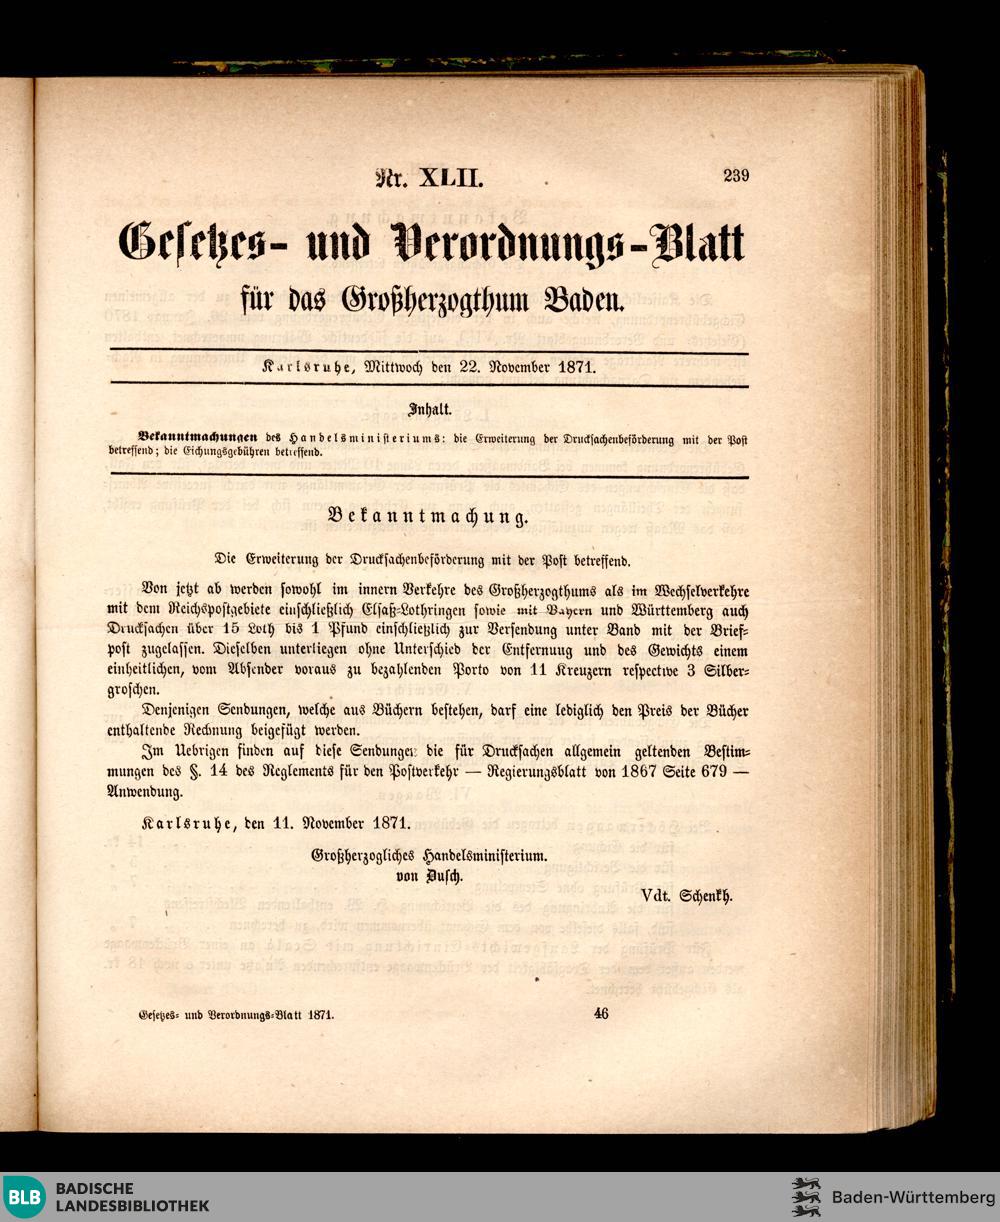 Nr. XLII.
239
Gesetzes- und Verordnungs-Blatt
für das Großherzogthum Baden.
Karlsruhe, Mittwoch den 22. November 1871.
Inhalt.
Bekanntmachungen des Handelsministeriums: die Erweiterung der Drucksachenbeförderung mit der Post
betreffend; die Eichungsgebühren betreffend.
Bekanntmachung.
Die Erweiterung der Drucksachenbeförderung mit der Post betreffend.
Von jetzt ab werden sowohl im innern Verkehre des Großherzogthums als im Wechselverkehre
mit dem Reichspostgebiete einschließlich Elsaß-Lothringen sowie mit Bayern und Württemberg auch
Drucksachen über 15 Loth bis 1 Pfund einschließlich zur Versendung unter Band mit der Brief-
post zugelassen. Dieselben unterliegen ohne Unterschied der Entfernung und des Gewichts einem
einheitlichen, vom Absender voraus zu bezahlenden Porto von 11 Kreuzern respective 3 Silber-
groschen.
Denjenigen Sendungen, welche aus Büchern bestehen, darf eine lediglich den Preis der Bücher
enthaltende Rechnung beigefügt werden.
Im Uebrigen finden auf diese Sendungen die für Drucksachen allgemein geltenden Bestim-
mungen des §. 14 des Reglements für den Postverkehr — Regierungsblatt von 1867 Seite 679 —
Anwendung.
Karlsruhe, den 11. November 1871.
Großherzogliches Handelsministerium.
von Dusch.
Vdt. Schenkh.
Gesetzes- und Verordnungs-Blatt 1871.
46
BLB
BADISCHE
LANDESBIBLIOTHEK
Baden-Württemberg